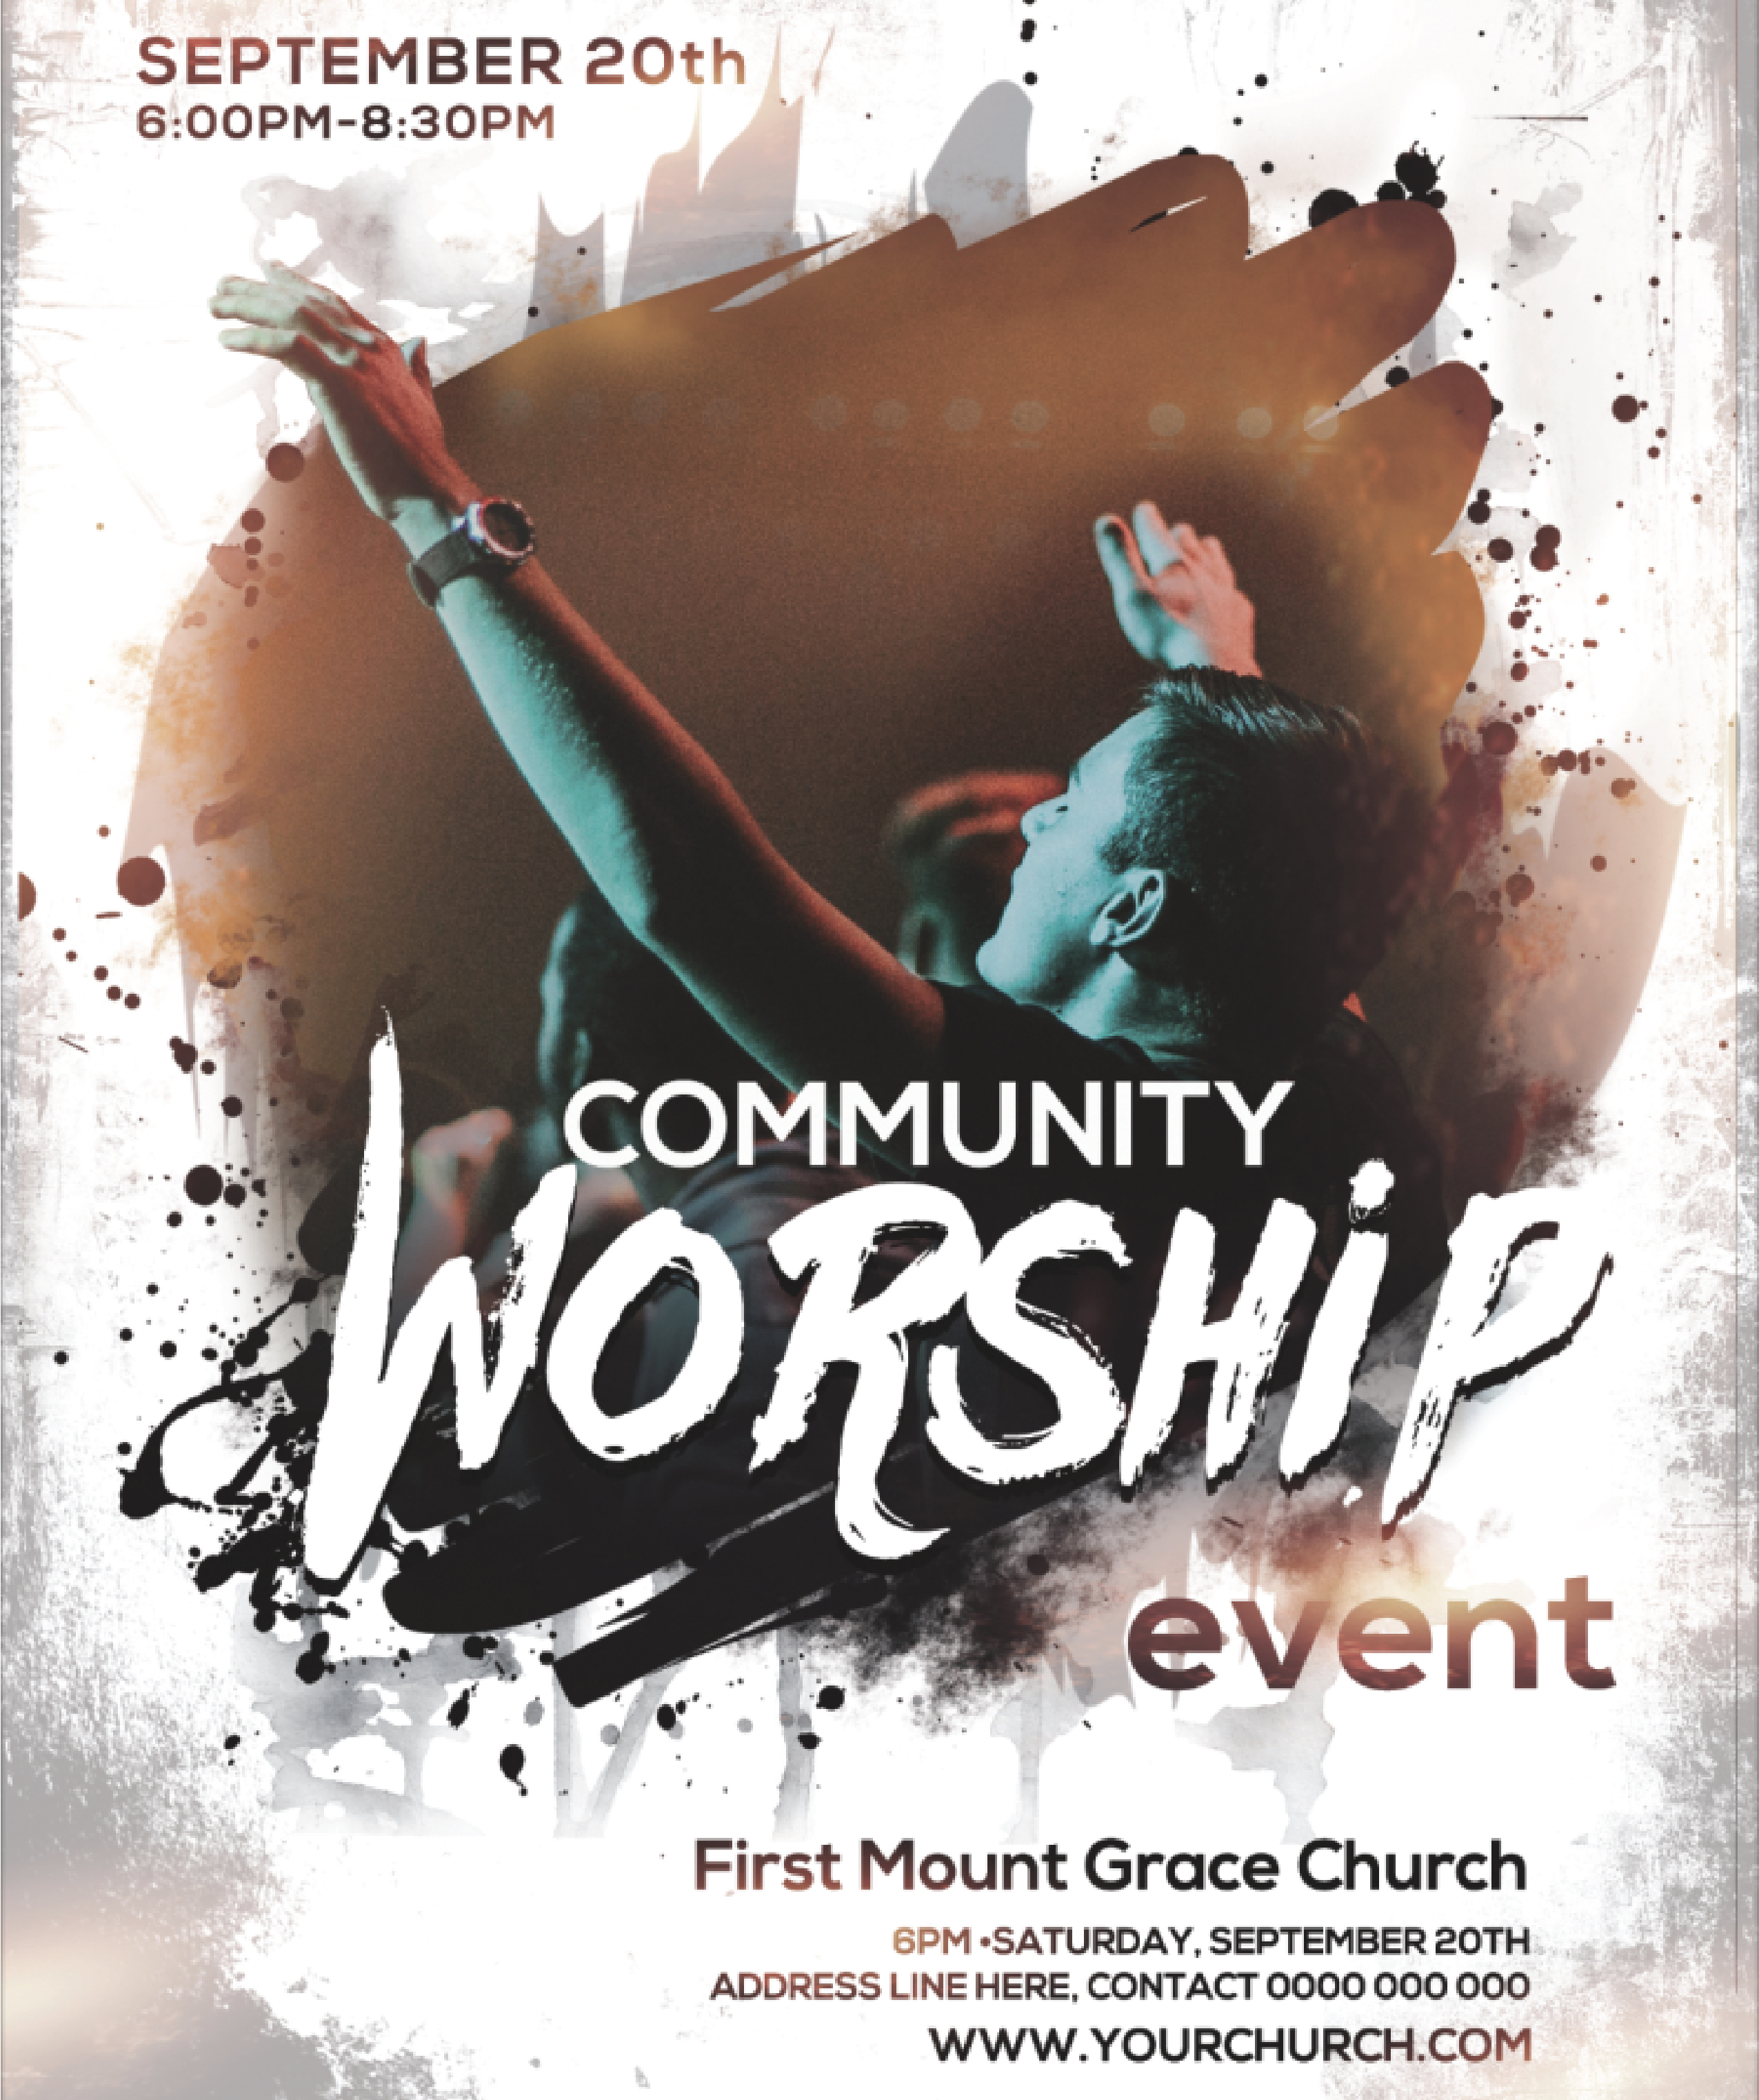 SEPTEMBER 20th
6:00PM-8:30PM
COMMUNITY
WORSHiP
event
First Mount Grace Church
6PM •SATURDAY, SEPTEMBER 20TH
ADDRESS LINE HERE, CONTACT 0000 000 000
WWW.YOURCHURCH.COM